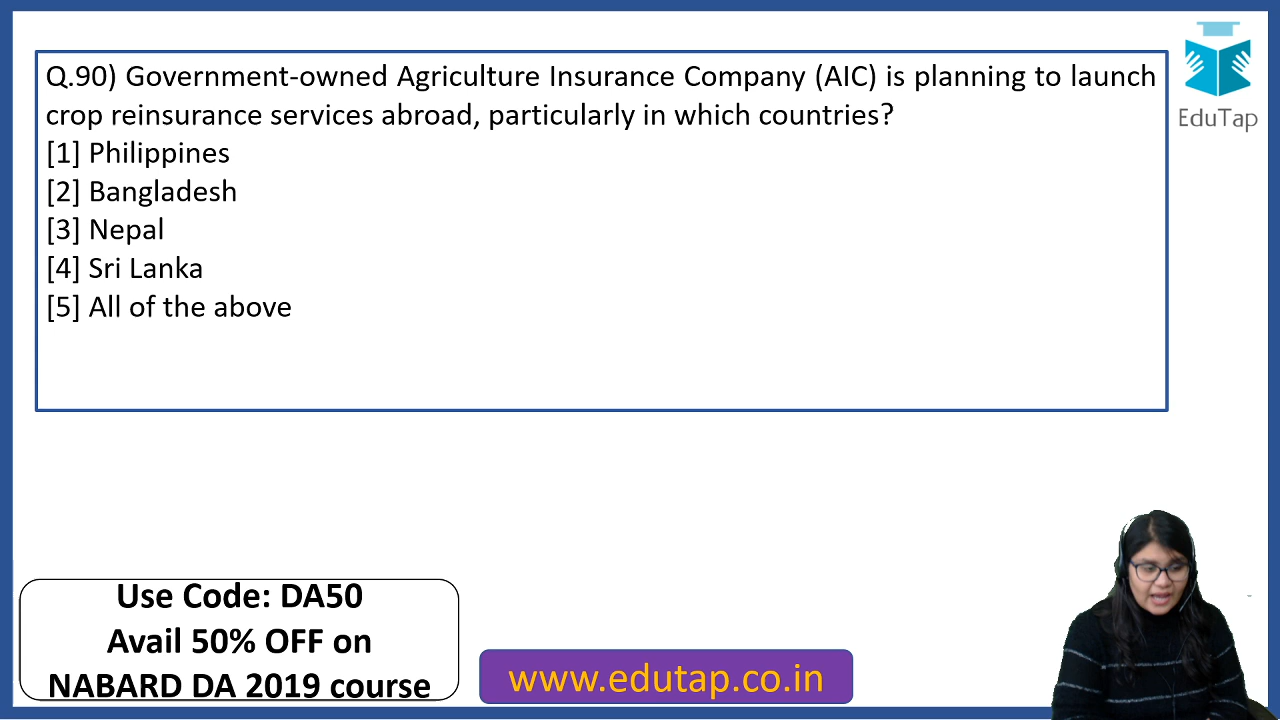 Q.90) Government-owned Agriculture Insurance Company (AIC) is planning to launch
crop reinsurance services abroad, particularly in which countries?
[1] Philippines
[2] Bangladesh
[3] Nepal
[4] Sri Lanka
[5] All of the above
EduTap
Use Code: DA50
Avail 50% OFF on
NABARD DA 2019 course
www.edutap.co.in